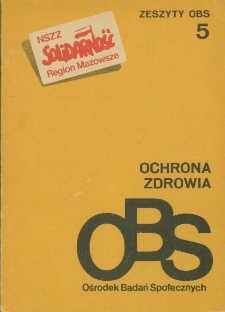 NSZZ
SOLIDARNOŚĆ
Region Mazowsze
ZESZYTY OBS
5
OCHRONA
ZDROWIA
OBS
Ośrodek Badań Społecznych